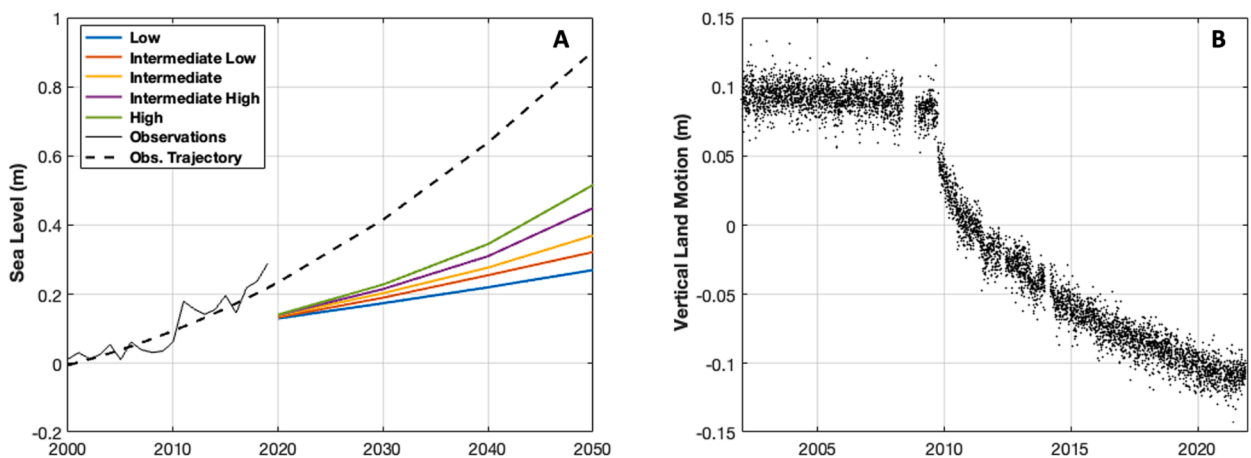 A
Low
Intermediate Low
Intermediate
Intermediate High
High
Observations
Obs. Trajectory
Sea Level (m)
1
0.8
0.6
0.4
0.2
0
-0.2
2000 2010 2020 2030 2040 2050
B
Vertical Land Motion (m)
0.15
0.1
0.05
0
-0.05
-0.1
-0.15
2005 2010 2015 2020